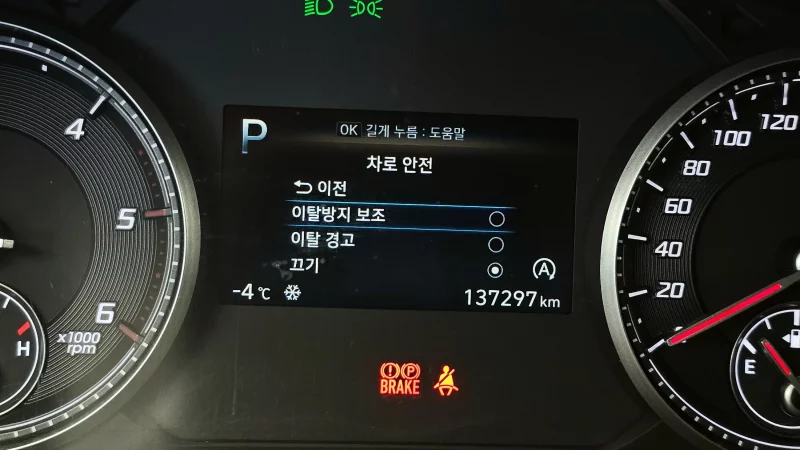 P
OK 길게 누름 : 도움말
차로 안전
이전
이탈방지 보조
이탈 경고
끄기
A
-4 ℃
137297 km
4
5
6
x1000
rpm
H
120
100
80
60
40
20
E
P
BRAKE